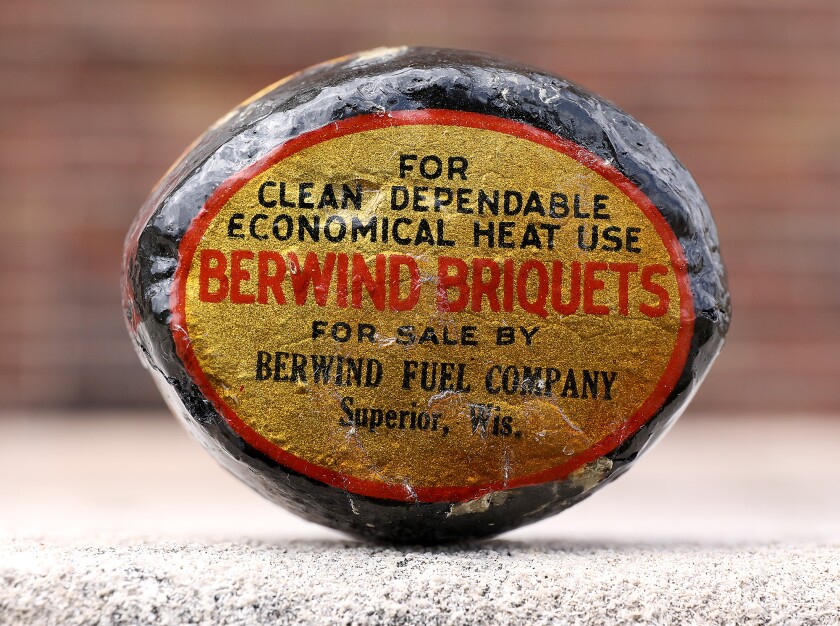 FOR
CLEAN DEPENDABLE
ECONOMICAL HEAT USE
BERWIND BRIQUETS
FOR SALE BY
BERWIND FUEL COMPANY
Superior, Wis.